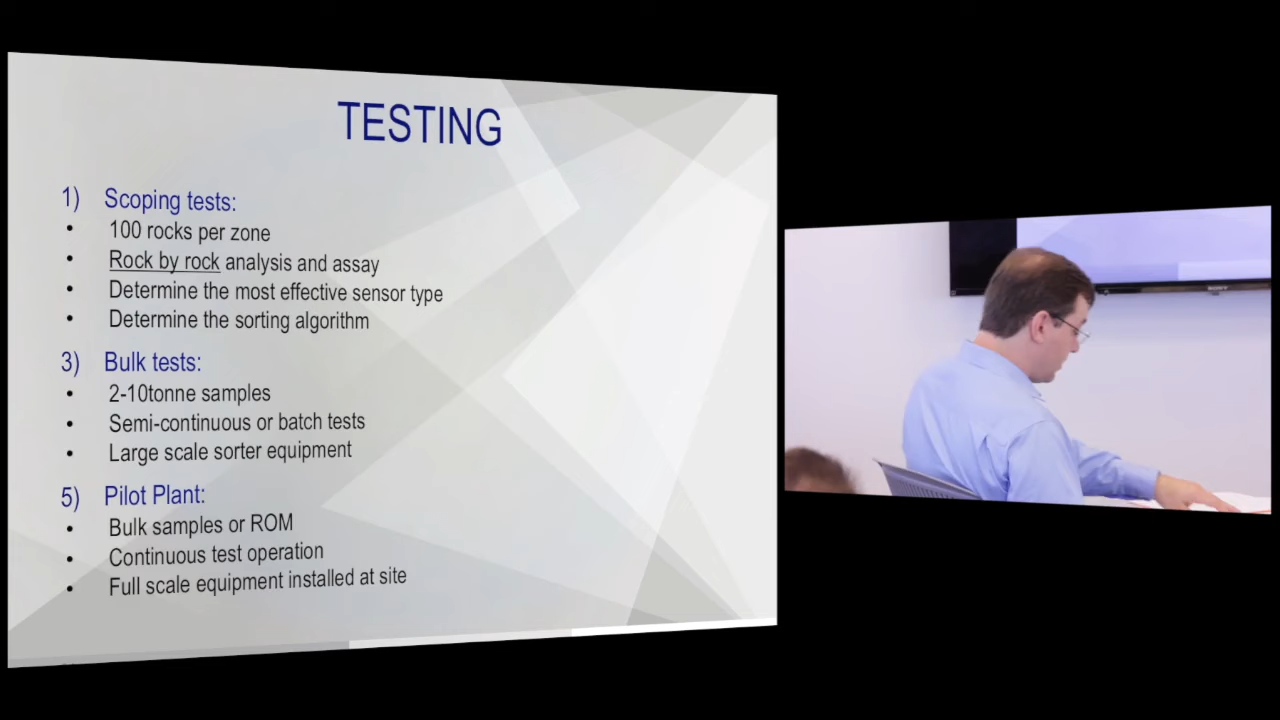 TESTING
1) Scoping tests:
• 100 rocks per zone
• Rock by rock analysis and assay
• Determine the most effective sensor type
• Determine the sorting algorithm
3) Bulk tests:
• 2-10tonne samples
• Semi-continuous or batch tests
• Large scale sorter equipment
5) Pilot Plant:
• Bulk samples or ROM
• Continuous test operation
• Full scale equipment installed at site
SONY